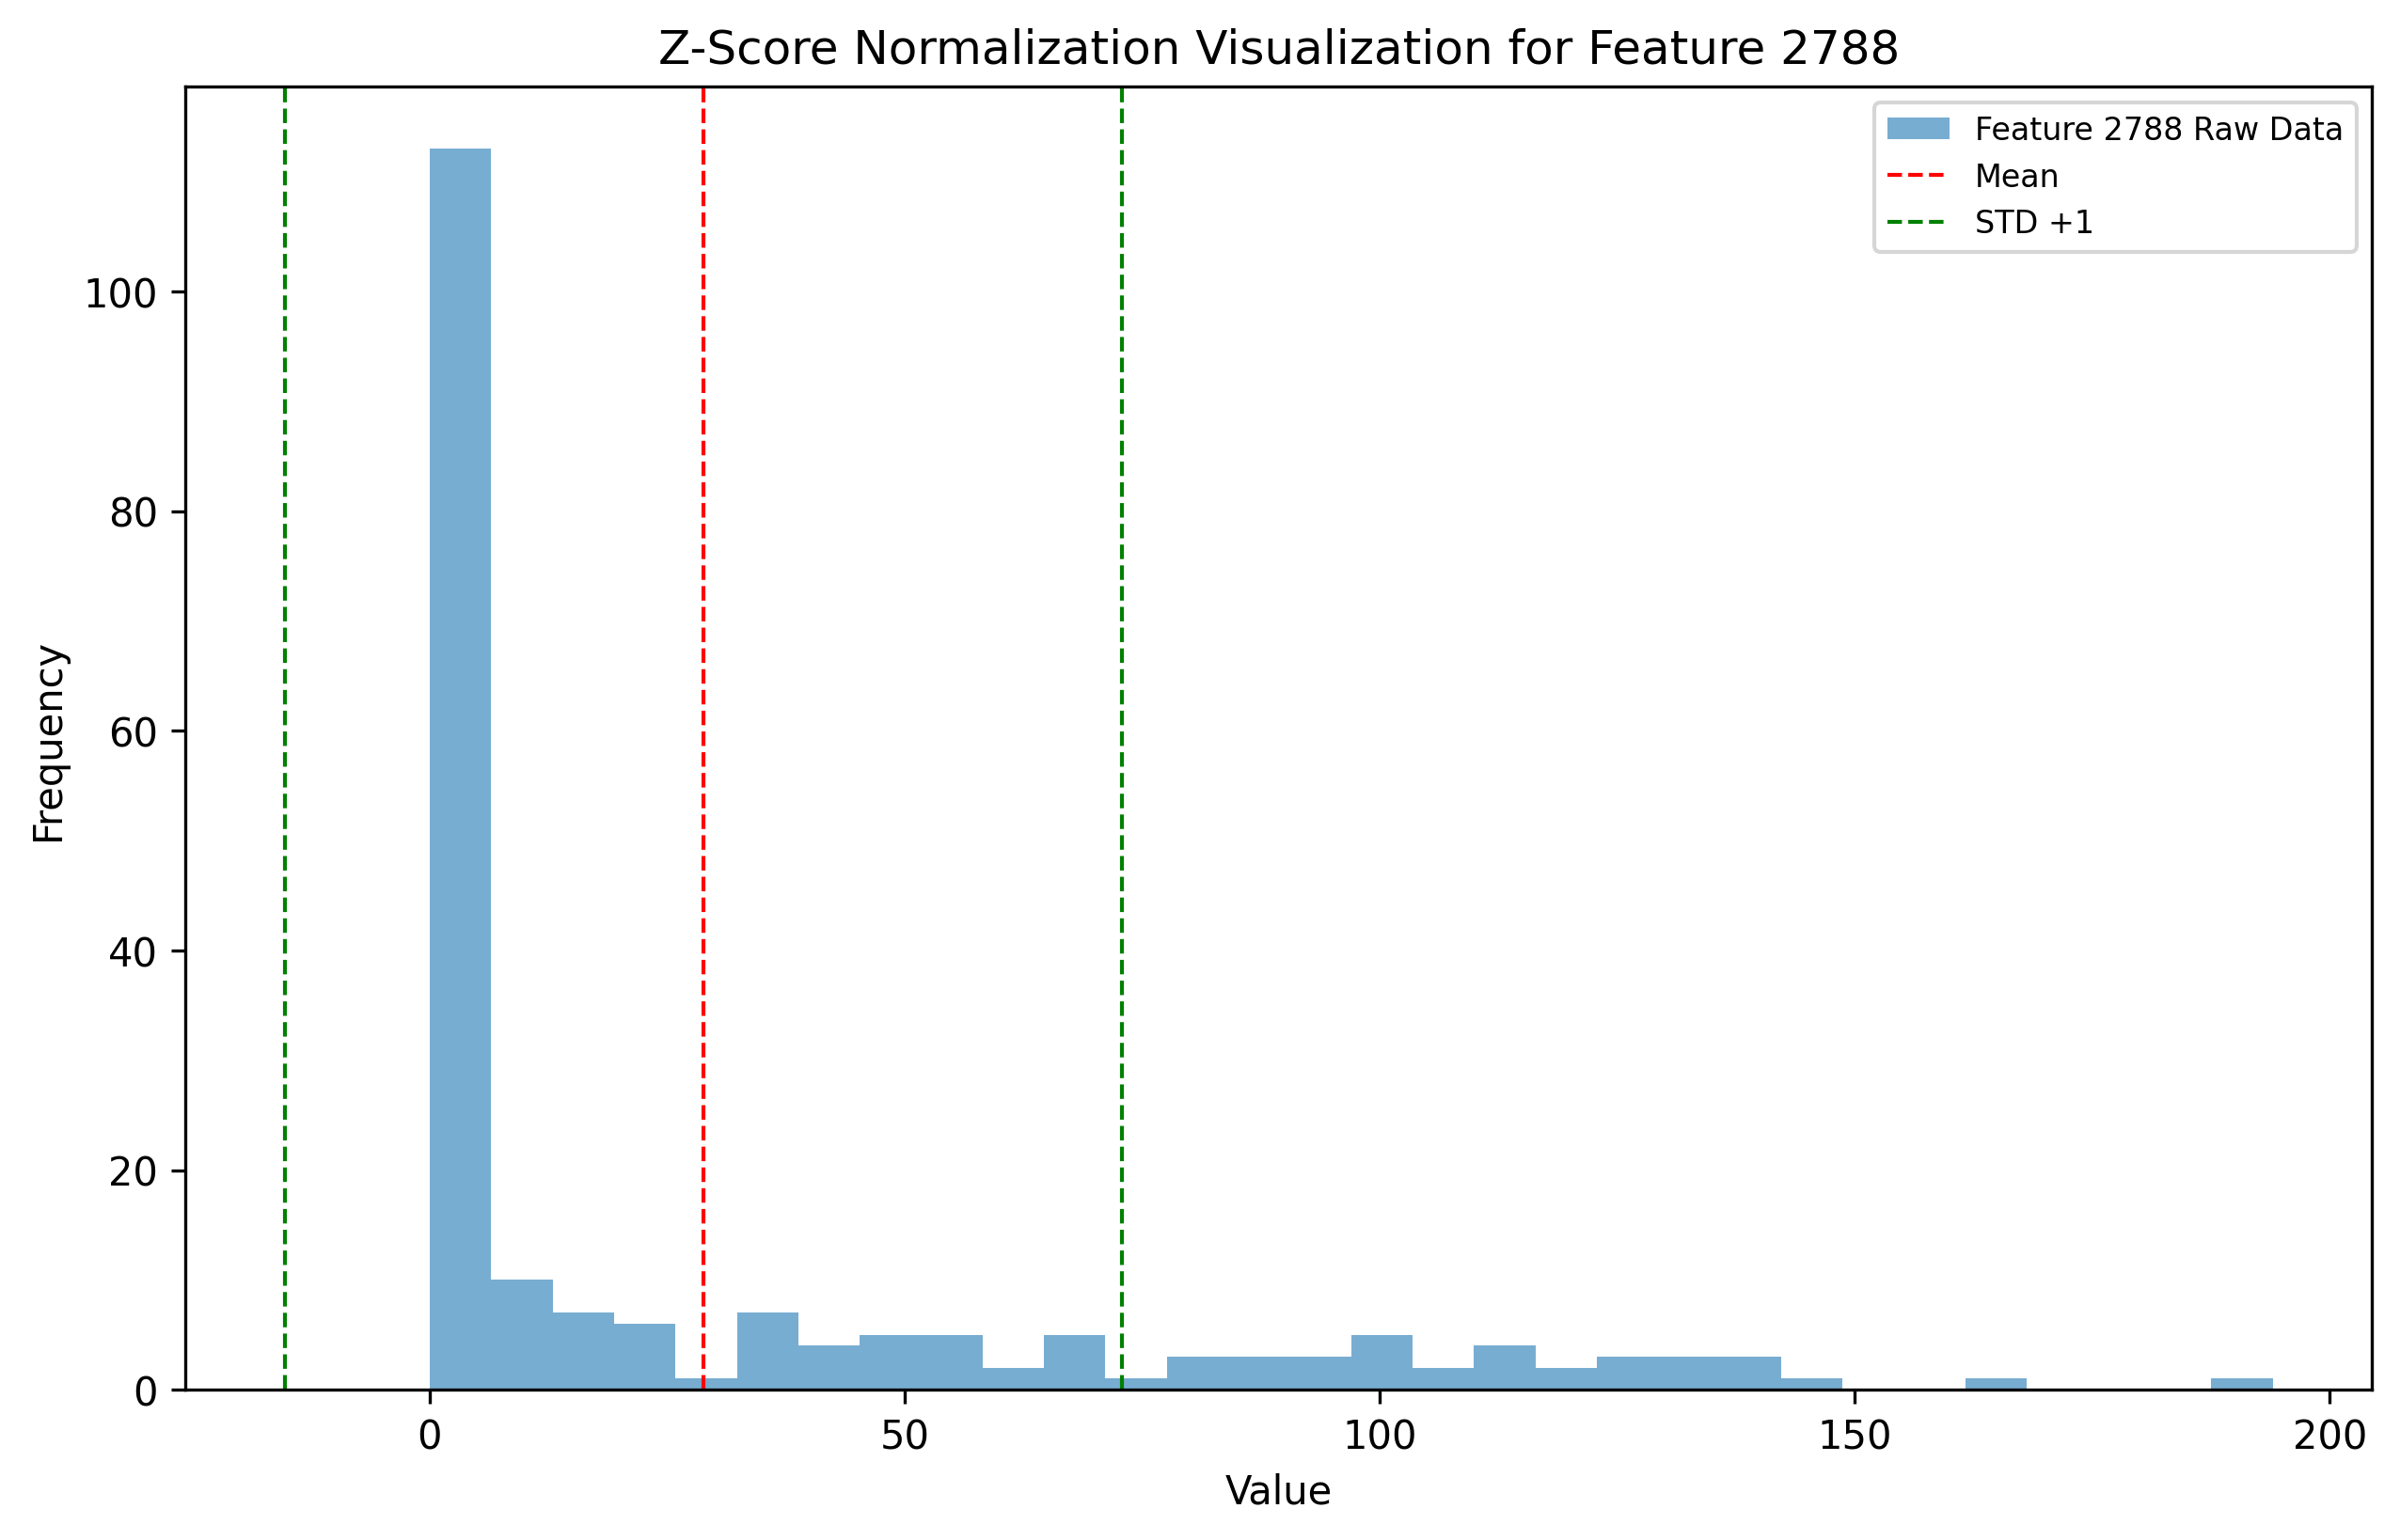 Z-Score Normalization Visualization for Feature 2788
Feature 2788 Raw Data
Mean
STD +1
100
80
60
40
20
0
Frequency
0 50 100 150 200
Value